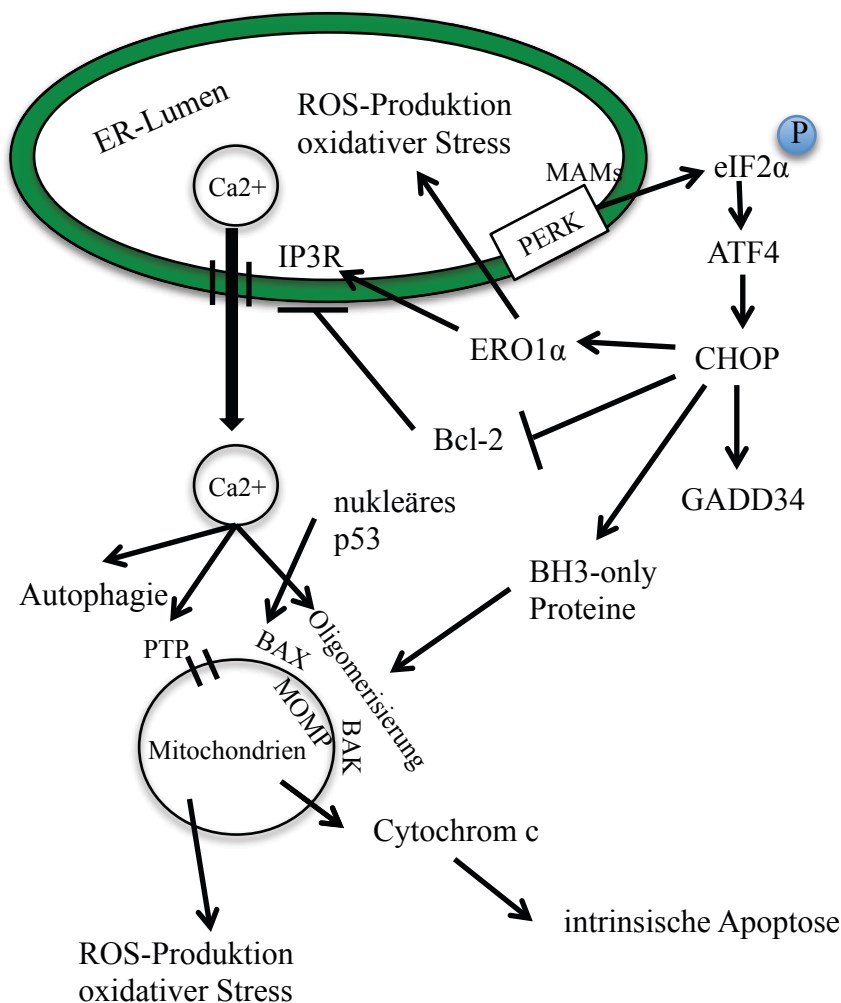 ER-Lumen
ROS-Produktion
oxidativer Stress
P
MAMs
eIF2α
Ca2+
PERK
IP3R
ATF4
ERO1α
CHOP
Bcl-2
Ca2+
nukleäres
p53
GADD34
Autophagie
BH3-only
Proteine
PTP
BAX
Oligomerisierung
MOMP
BAK
Mitochondrien
Cytochrom c
intrinsische Apoptose
ROS-Produktion
oxidativer Stress